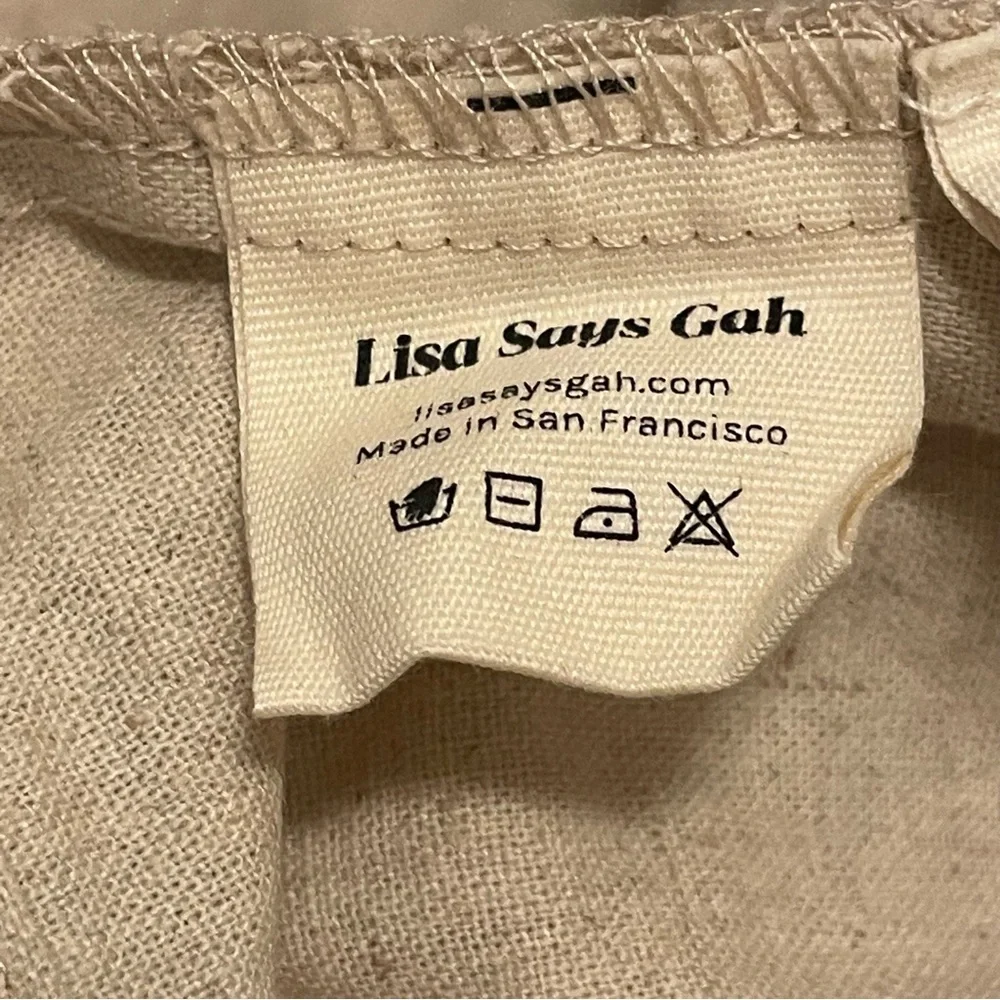 Lisa Says Gah
lisasaysgah.com
Made in San Francisco